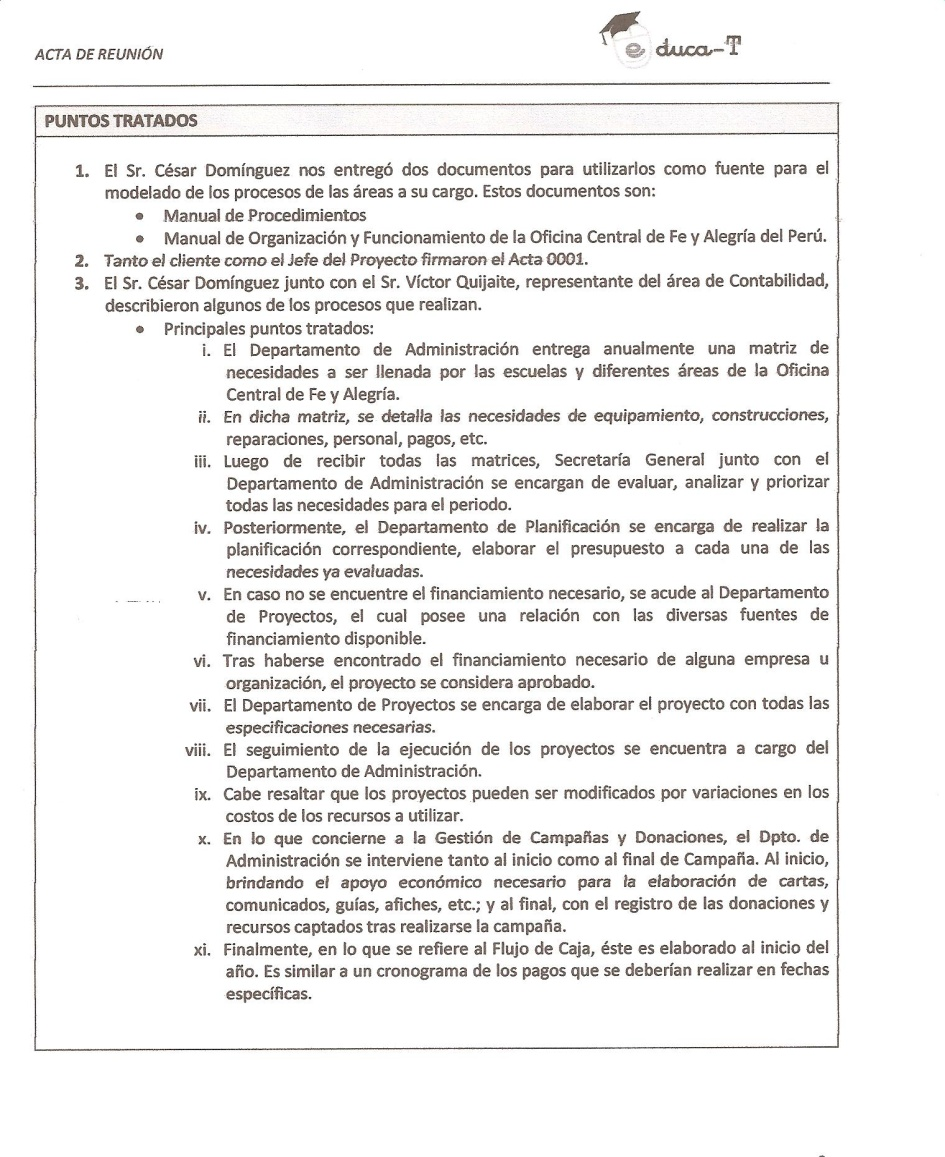 ACTA DE REUNIÓN
e duca-T
PUNTOS TRATADOS
1. El Sr. César Domínguez nos entregó dos documentos para utilizarlos como fuente para el
modelado de los procesos de las áreas a su cargo. Estos documentos son:
• Manual de Procedimientos
• Manual de Organización y Funcionamiento de la Oficina Central de Fe y Alegría del Perú.
2. Tanto el cliente como el Jefe del Proyecto firmaron el Acta 0001.
3. El Sr. César Domínguez junto con el Sr. Víctor Quijaite, representante del área de Contabilidad,
describieron algunos de los procesos que realizan.
• Principales puntos tratados:
i. El Departamento de Administración entrega anualmente una matriz de
necesidades a ser llenada por las escuelas y diferentes áreas de la Oficina
Central de Fe y Alegría.
ii. En dicha matriz, se detalla las necesidades de equipamiento, construcciones,
reparaciones, personal, pagos, etc.
iii. Luego de recibir todas las matrices, Secretaría General junto con el
Departamento de Administración se encargan de evaluar, analizar y priorizar
todas las necesidades para el periodo.
iv. Posteriormente, el Departamento de Planificación se encarga de realizar la
planificación correspondiente, elaborar el presupuesto a cada una de las
necesidades ya evaluadas.
v. En caso no se encuentre el financiamiento necesario, se acude al Departamento
de Proyectos, el cual posee una relación con las diversas fuentes de
financiamiento disponible.
vi. Tras haberse encontrado el financiamiento necesario de alguna empresa u
organización, el proyecto se considera aprobado.
vii. El Departamento de Proyectos se encarga de elaborar el proyecto con todas las
especificaciones necesarias.
viii. El seguimiento de la ejecución de los proyectos se encuentra a cargo del
Departamento de Administración.
ix. Cabe resaltar que los proyectos pueden ser modificados por variaciones en los
costos de los recursos a utilizar.
x. En lo que concierne a la Gestión de Campañas y Donaciones, el Dpto. de
Administración se interviene tanto al inicio como al final de Campaña. Al inicio,
brindando el apoyo económico necesario para la elaboración de cartas,
comunicados, guías, afiches, etc.; y al final, con el registro de las donaciones y
recursos captados tras realizarse la campaña.
xi. Finalmente, en lo que se refiere al Flujo de Caja, éste es elaborado al inicio del
año. Es similar a un cronograma de los pagos que se deberían realizar en fechas
específicas.